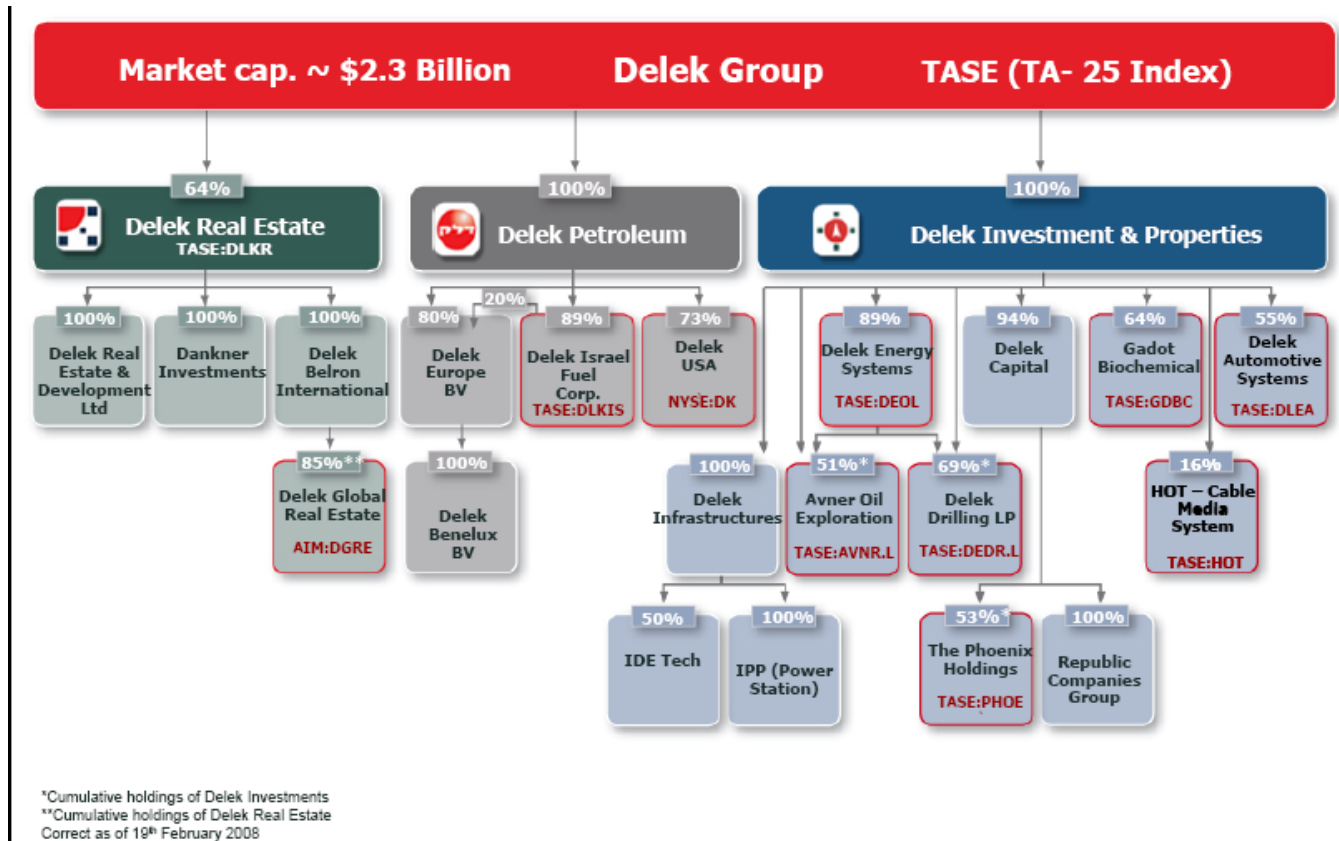 Market cap. ~ $2.3 Billion Delek Group TASE (TA- 25 Index)
64%
Delek Real Estate
TASE:DLKR
100%
דלק
Delek Petroleum
100%
Delek Investment & Properties
100%
Delek Real
Estate &
Development
Ltd
100%
Dankner
Investments
100%
Delek
Belron
International
80%
Delek
Europe
BV
20%
89%
Delek Israel
Fuel
Corp.
TASE:DLKIS
73%
Delek
USA
NYSE:DK
89%
Delek Energy
Systems
TASE:DEOL
94%
Delek
Capital
64%
Gadot
Biochemical
TASE:GDBC
55%
Delek
Automotive
Systems
TASE:DLEA
85%**
Delek Global
Real Estate
AIM:DGRE
100%
Delek
Benelux
BV
100%
Delek
Infrastructures
51%*
Avner Oil
Exploration
TASE:AVNR.L
69%*
Delek
Drilling LP
TASE:DEDR.L
16%
HOT – Cable
Media
System
TASE:HOT
50%
IDE Tech
100%
IPP (Power
Station)
53%*
The Phoenix
Holdings
TASE:PHOE
100%
Republic
Companies
Group
*Cumulative holdings of Delek Investments
**Cumulative holdings of Delek Real Estate
Correct as of 19th February 2008